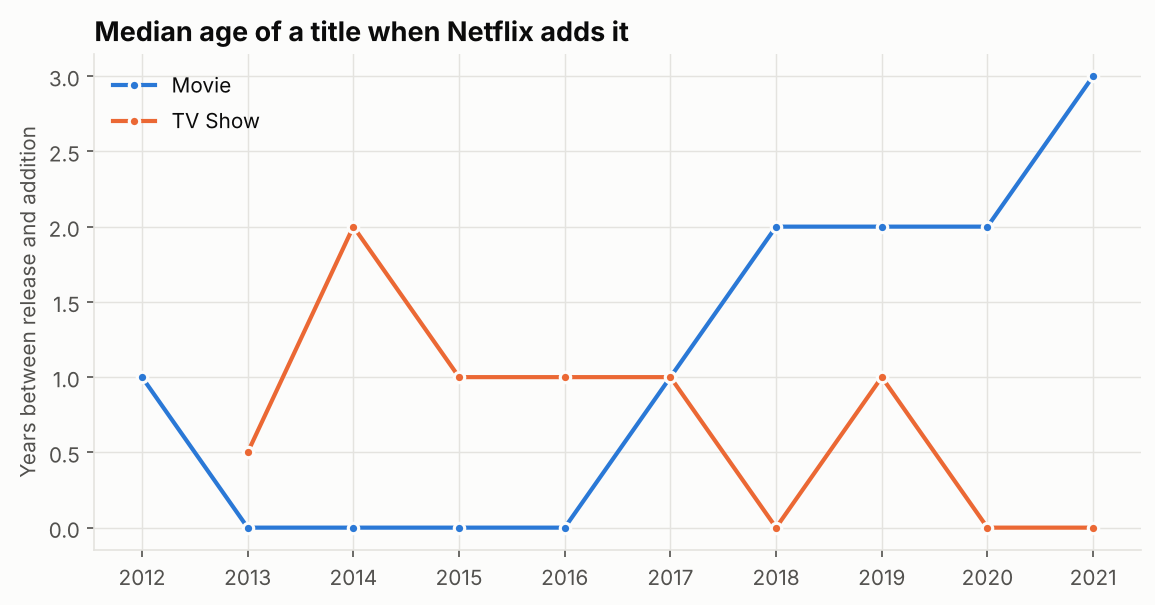 Median age of a title when Netflix adds it
Movie
TV Show
Years between release and addition
3.0
2.5
2.0
1.5
1.0
0.5
0.0
2012 2013 2014 2015 2016 2017 2018 2019 2020 2021